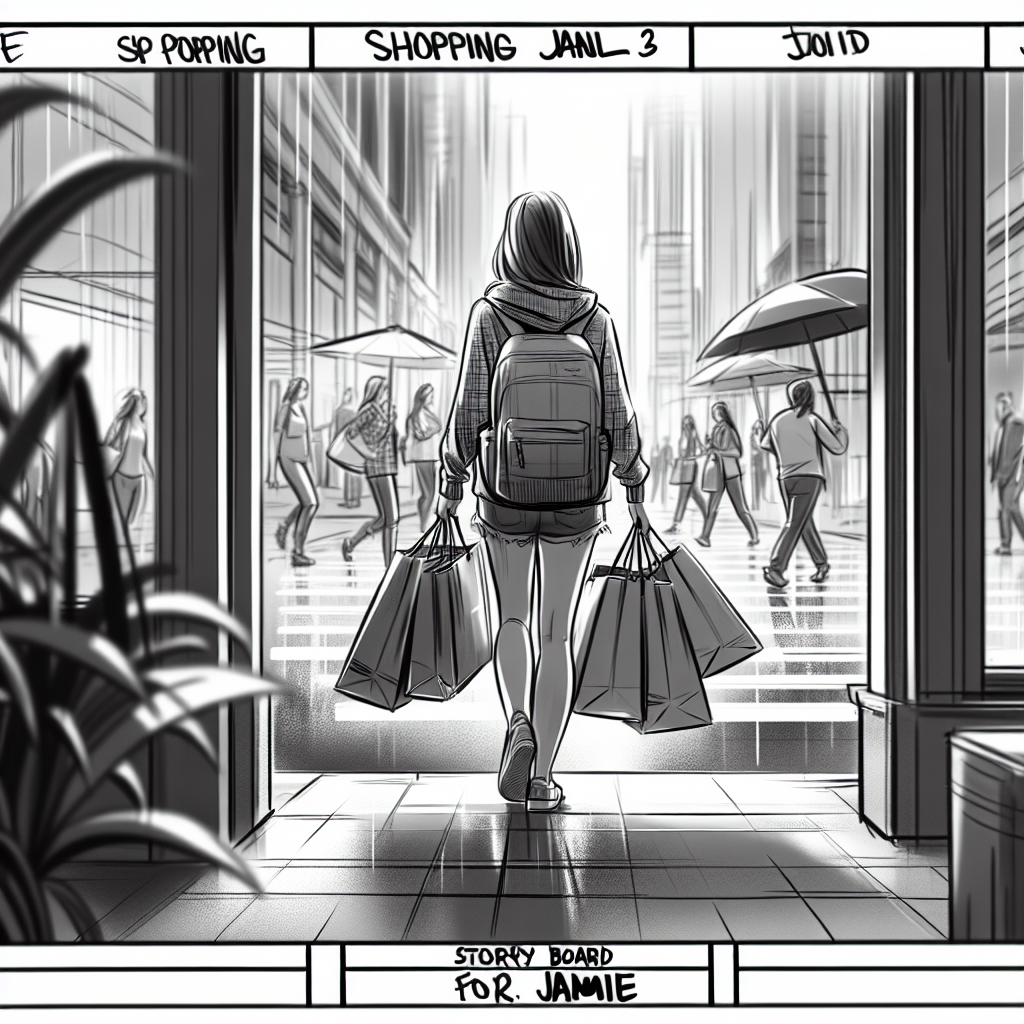 E
SP POPPING
SHOPPING JANL 3
JOIID
STORYY BOARD
FOR. JAMIE